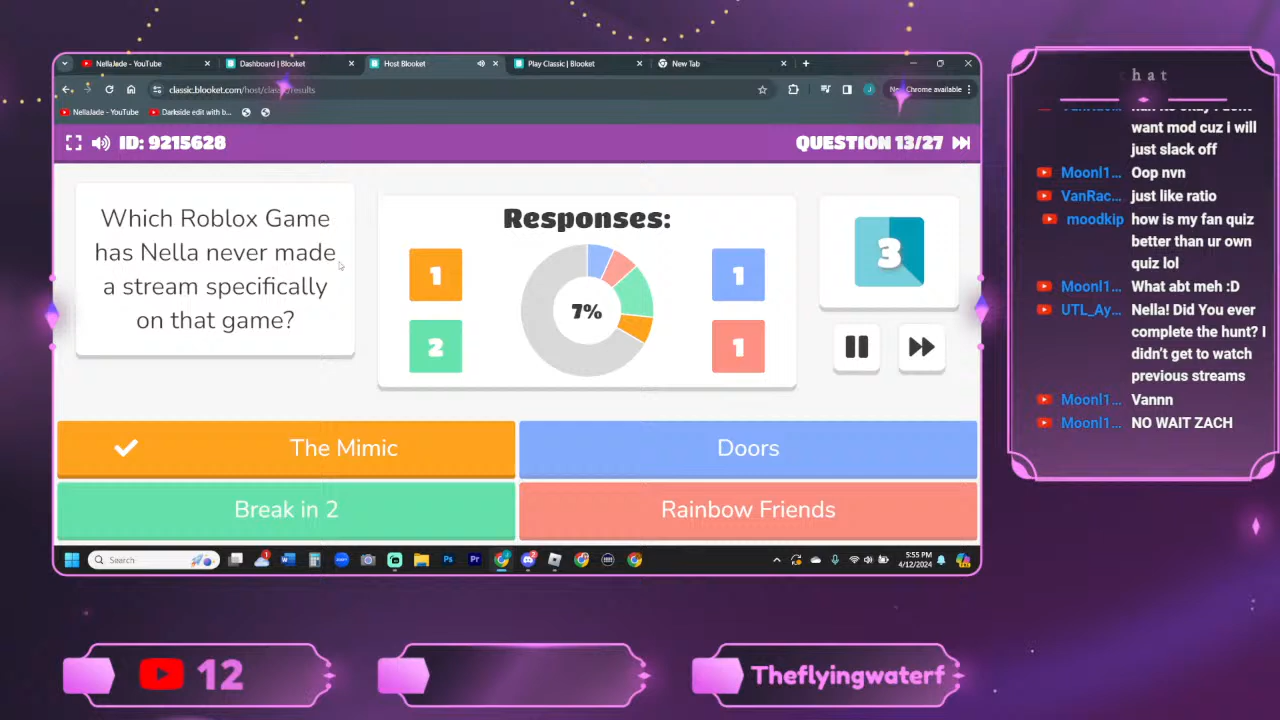 NellaJade - YouTube
Dashboard | Blooket
Host Blooket
Play Classic | Blooket
New Tab
classic.blooket.com/host/classic/results
Chrome available
NellaJade - YouTube
Darkside edit with b...
ID: 9215628
QUESTION 13/27
Which Roblox Game
has Nella never made
a stream specifically
on that game?
Responses:
1
1
2
1
7%
3
The Mimic
Doors
Break in 2
Rainbow Friends
Search
5:55 PM
4/12/2024
hat
want mod cuz i will
just slack off
Moonl1... Oop nvn
VanRac... just like ratio
moodkip how is my fan quiz
better than ur own
quiz lol
Moonl1... What abt meh :D
UTL_Ay... Nella! Did You ever
complete the hunt? I
didn't get to watch
previous streams
Moonl1... Vannn
Moonl1... NO WAIT ZACH
12
Theflyingwaterf